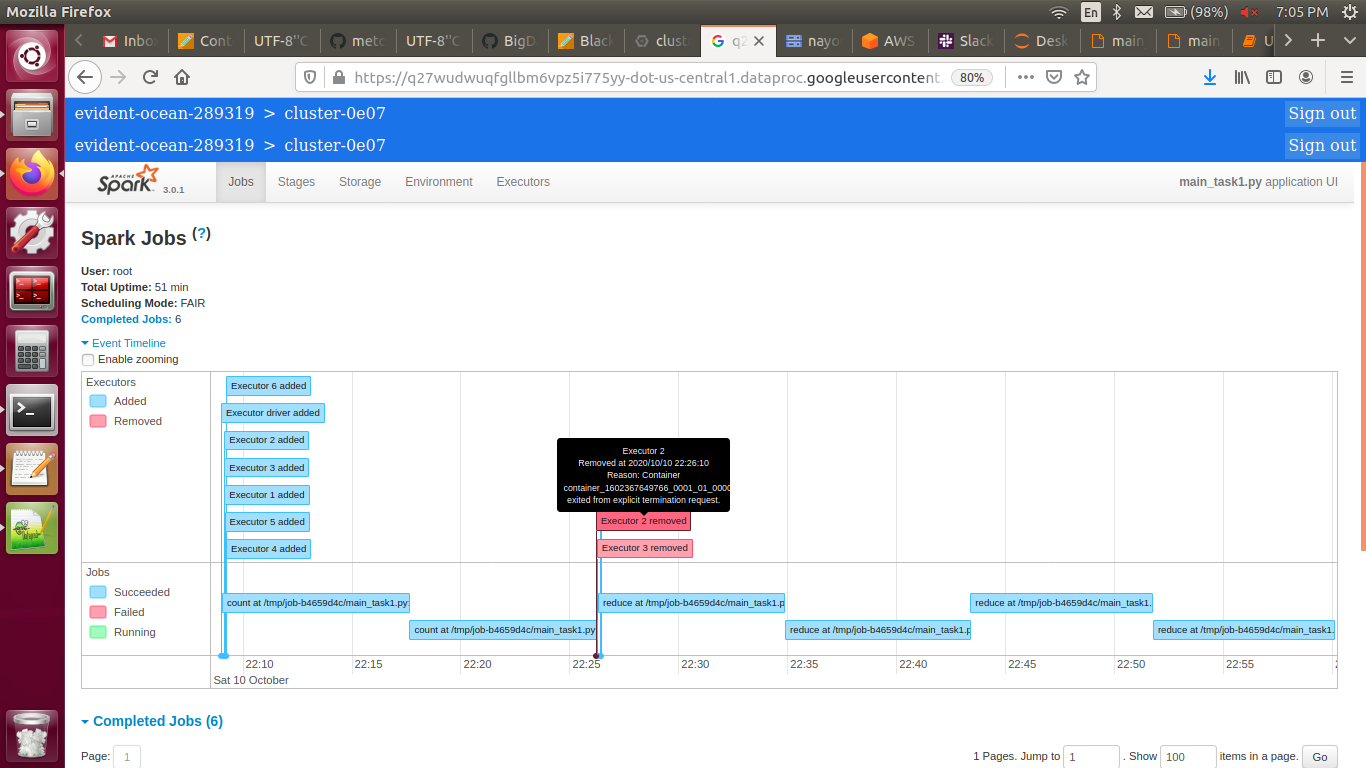 Mozilla Firefox
En
(98%)
7:05 PM
Inbo
Cont
UTF-8''C
metc
UTF-8''C
BigD
Black
clust
q2
nayo
AWS
Slack
Desk
main
main
U
https://q27wudwuqfgllbm6vpz5i775yy-dot-us-central1.dataproc.googleusercontent.
80%
evident-ocean-289319 > cluster-0e07
Sign out
evident-ocean-289319 > cluster-0e07
Sign out
APACHE Spark 3.0.1
Jobs
Stages
Storage
Environment
Executors
main_task1.py application UI
Spark Jobs (?)
User: root
Total Uptime: 51 min
Scheduling Mode: FAIR
Completed Jobs: 6
Event Timeline
Enable zooming
Executors
Added
Removed
Executor 6 added
Executor driver added
Executor 2 added
Executor 3 added
Executor 1 added
Executor 5 added
Executor 4 added
Executor 2
Removed at 2020/10/10 22:26:10
Reason: Container
container_1602367649766_0001_01_0000
exited from explicit termination request.
Executor 2 removed
Executor 3 removed
Jobs
Succeeded
Failed
Running
count at /tmp/job-b4659d4c/main_task1.py:
reduce at /tmp/job-b4659d4c/main_task1.p
reduce at /tmp/job-b4659d4c/main_task1.
count at /tmp/job-b4659d4c/main_task1.py
reduce at /tmp/job-b4659d4c/main_task1.p
reduce at /tmp/job-b4659d4c/main_task1.
22:10
22:15
22:20
22:25
22:30
22:35
22:40
22:45
22:50
22:55
Sat 10 October
Completed Jobs (6)
Page: 1
1 Pages. Jump to 1 . Show 100 items in a page. Go